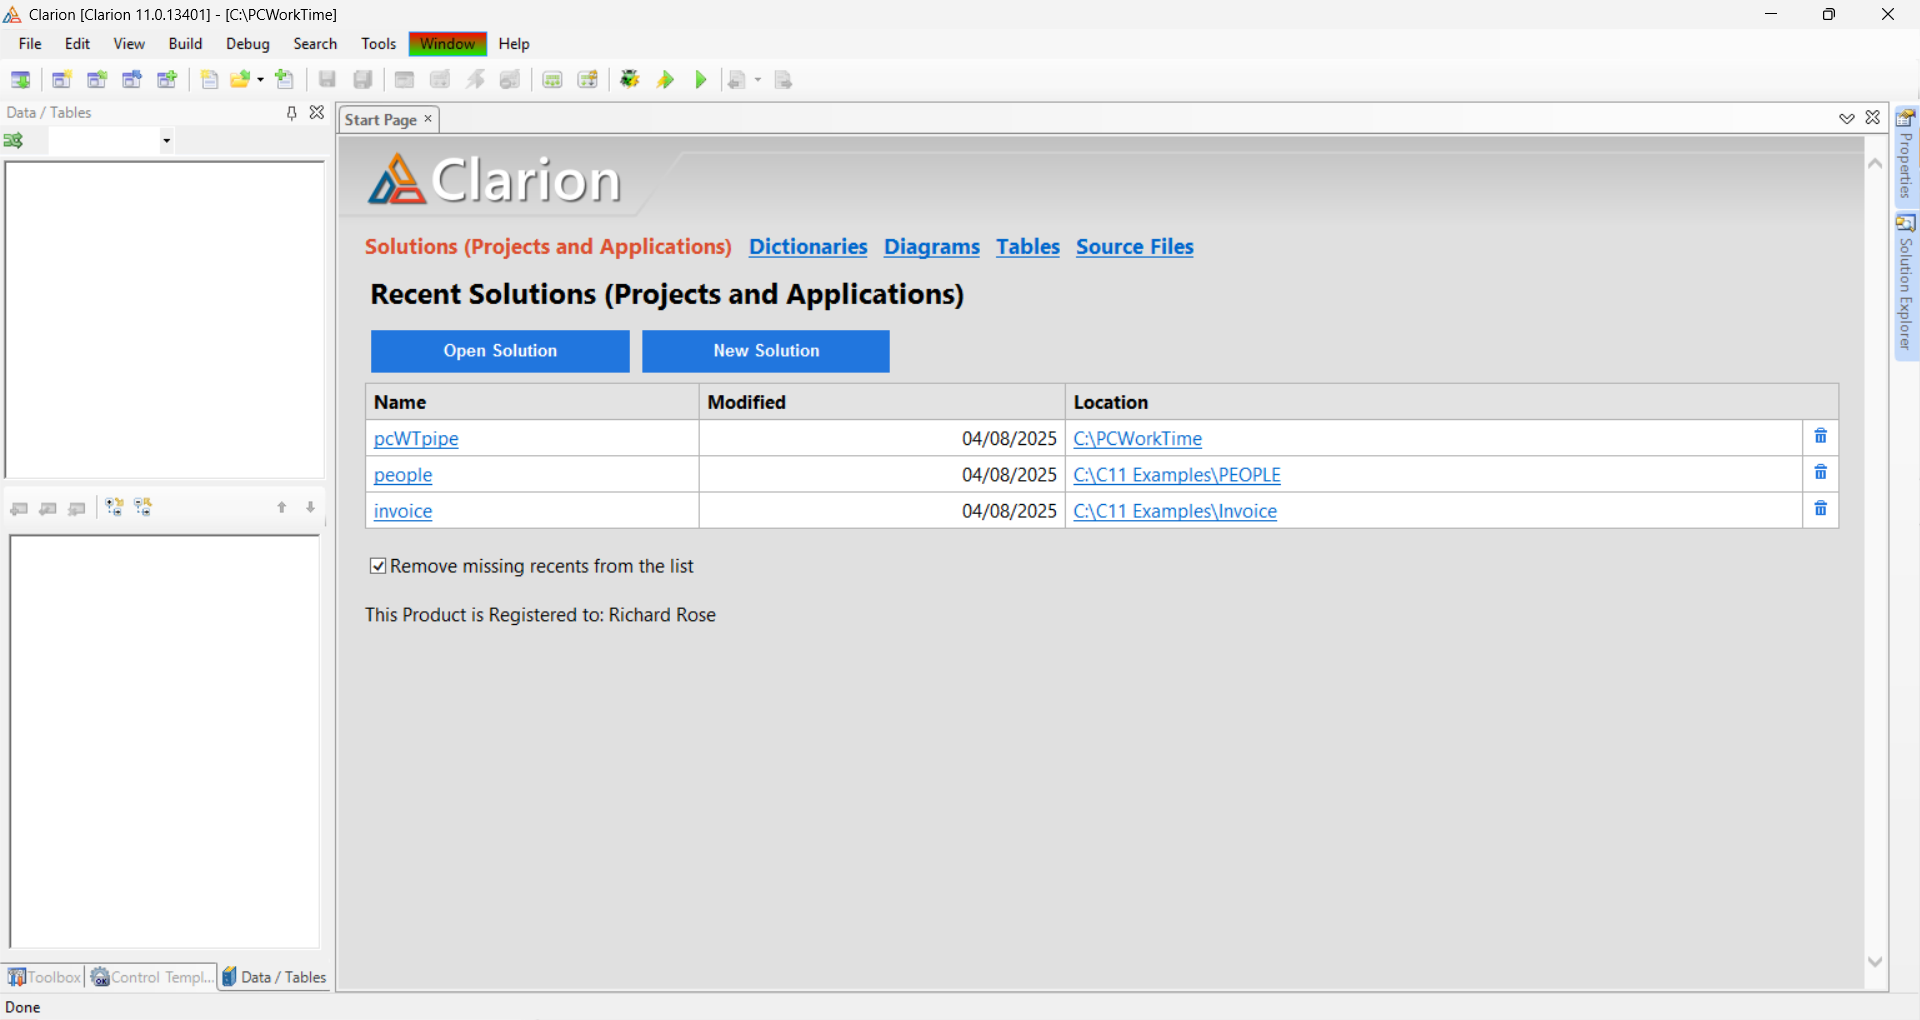 Clarion [Clarion 11.0.13401] - [C:\PCWorkTime]
File Edit View Build Debug Search Tools Window Help
Data / Tables
Start Page
Clarion
Solutions (Projects and Applications) Dictionaries Diagrams Tables Source Files
Recent Solutions (Projects and Applications)
Open Solution New Solution
Name Modified Location
pcWTpipe 04/08/2025 C:\PCWorkTime
people 04/08/2025 C:\C11 Examples\PEOPLE
invoice 04/08/2025 C:\C11 Examples\Invoice
Remove missing recents from the list
This Product is Registered to: Richard Rose
Properties
Solution Explorer
Toolbox Control Templ... Data / Tables
Done